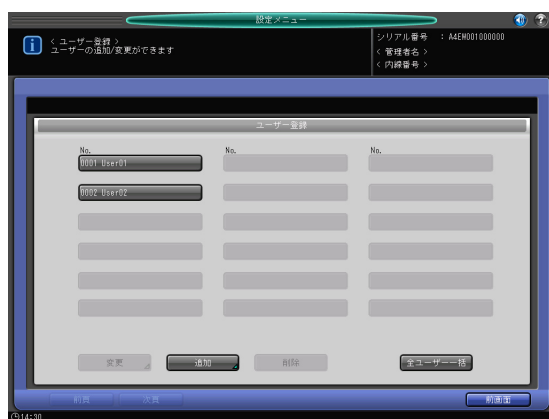 設定メニュー
< ユーザー登録 >
ユーザーの追加/変更ができます
シリアル番号 : A4EW001000000
< 管理者名 >
< 内線番号 >
ユーザー登録
No. No. No.
0001 User01
0002 User02
変更 追加 削除 全ユーザー一括
前頁 次頁 前画面
14:30